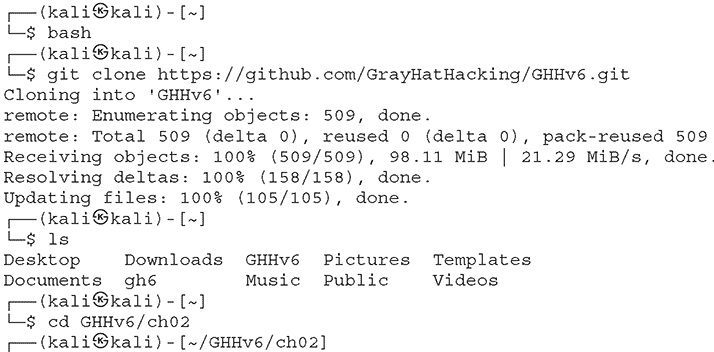 ┌──(kali㉿kali)-[~]
└─$ bash
┌──(kali㉿kali)-[~]
└─$ git clone https://github.com/GrayHatHacking/GHHv6.git
Cloning into 'GHHv6'...
remote: Enumerating objects: 509, done.
remote: Total 509 (delta 0), reused 0 (delta 0), pack-reused 509
Receiving objects: 100% (509/509), 98.11 MiB | 21.29 MiB/s, done.
Resolving deltas: 100% (158/158), done.
Updating files: 100% (105/105), done.
┌──(kali㉿kali)-[~]
└─$ ls
Desktop    Downloads  GHHv6  Pictures  Templates
Documents  gh6        Music  Public    Videos
┌──(kali㉿kali)-[~]
└─$ cd GHHv6/ch02
┌──(kali㉿kali)-[~/GHHv6/ch02]